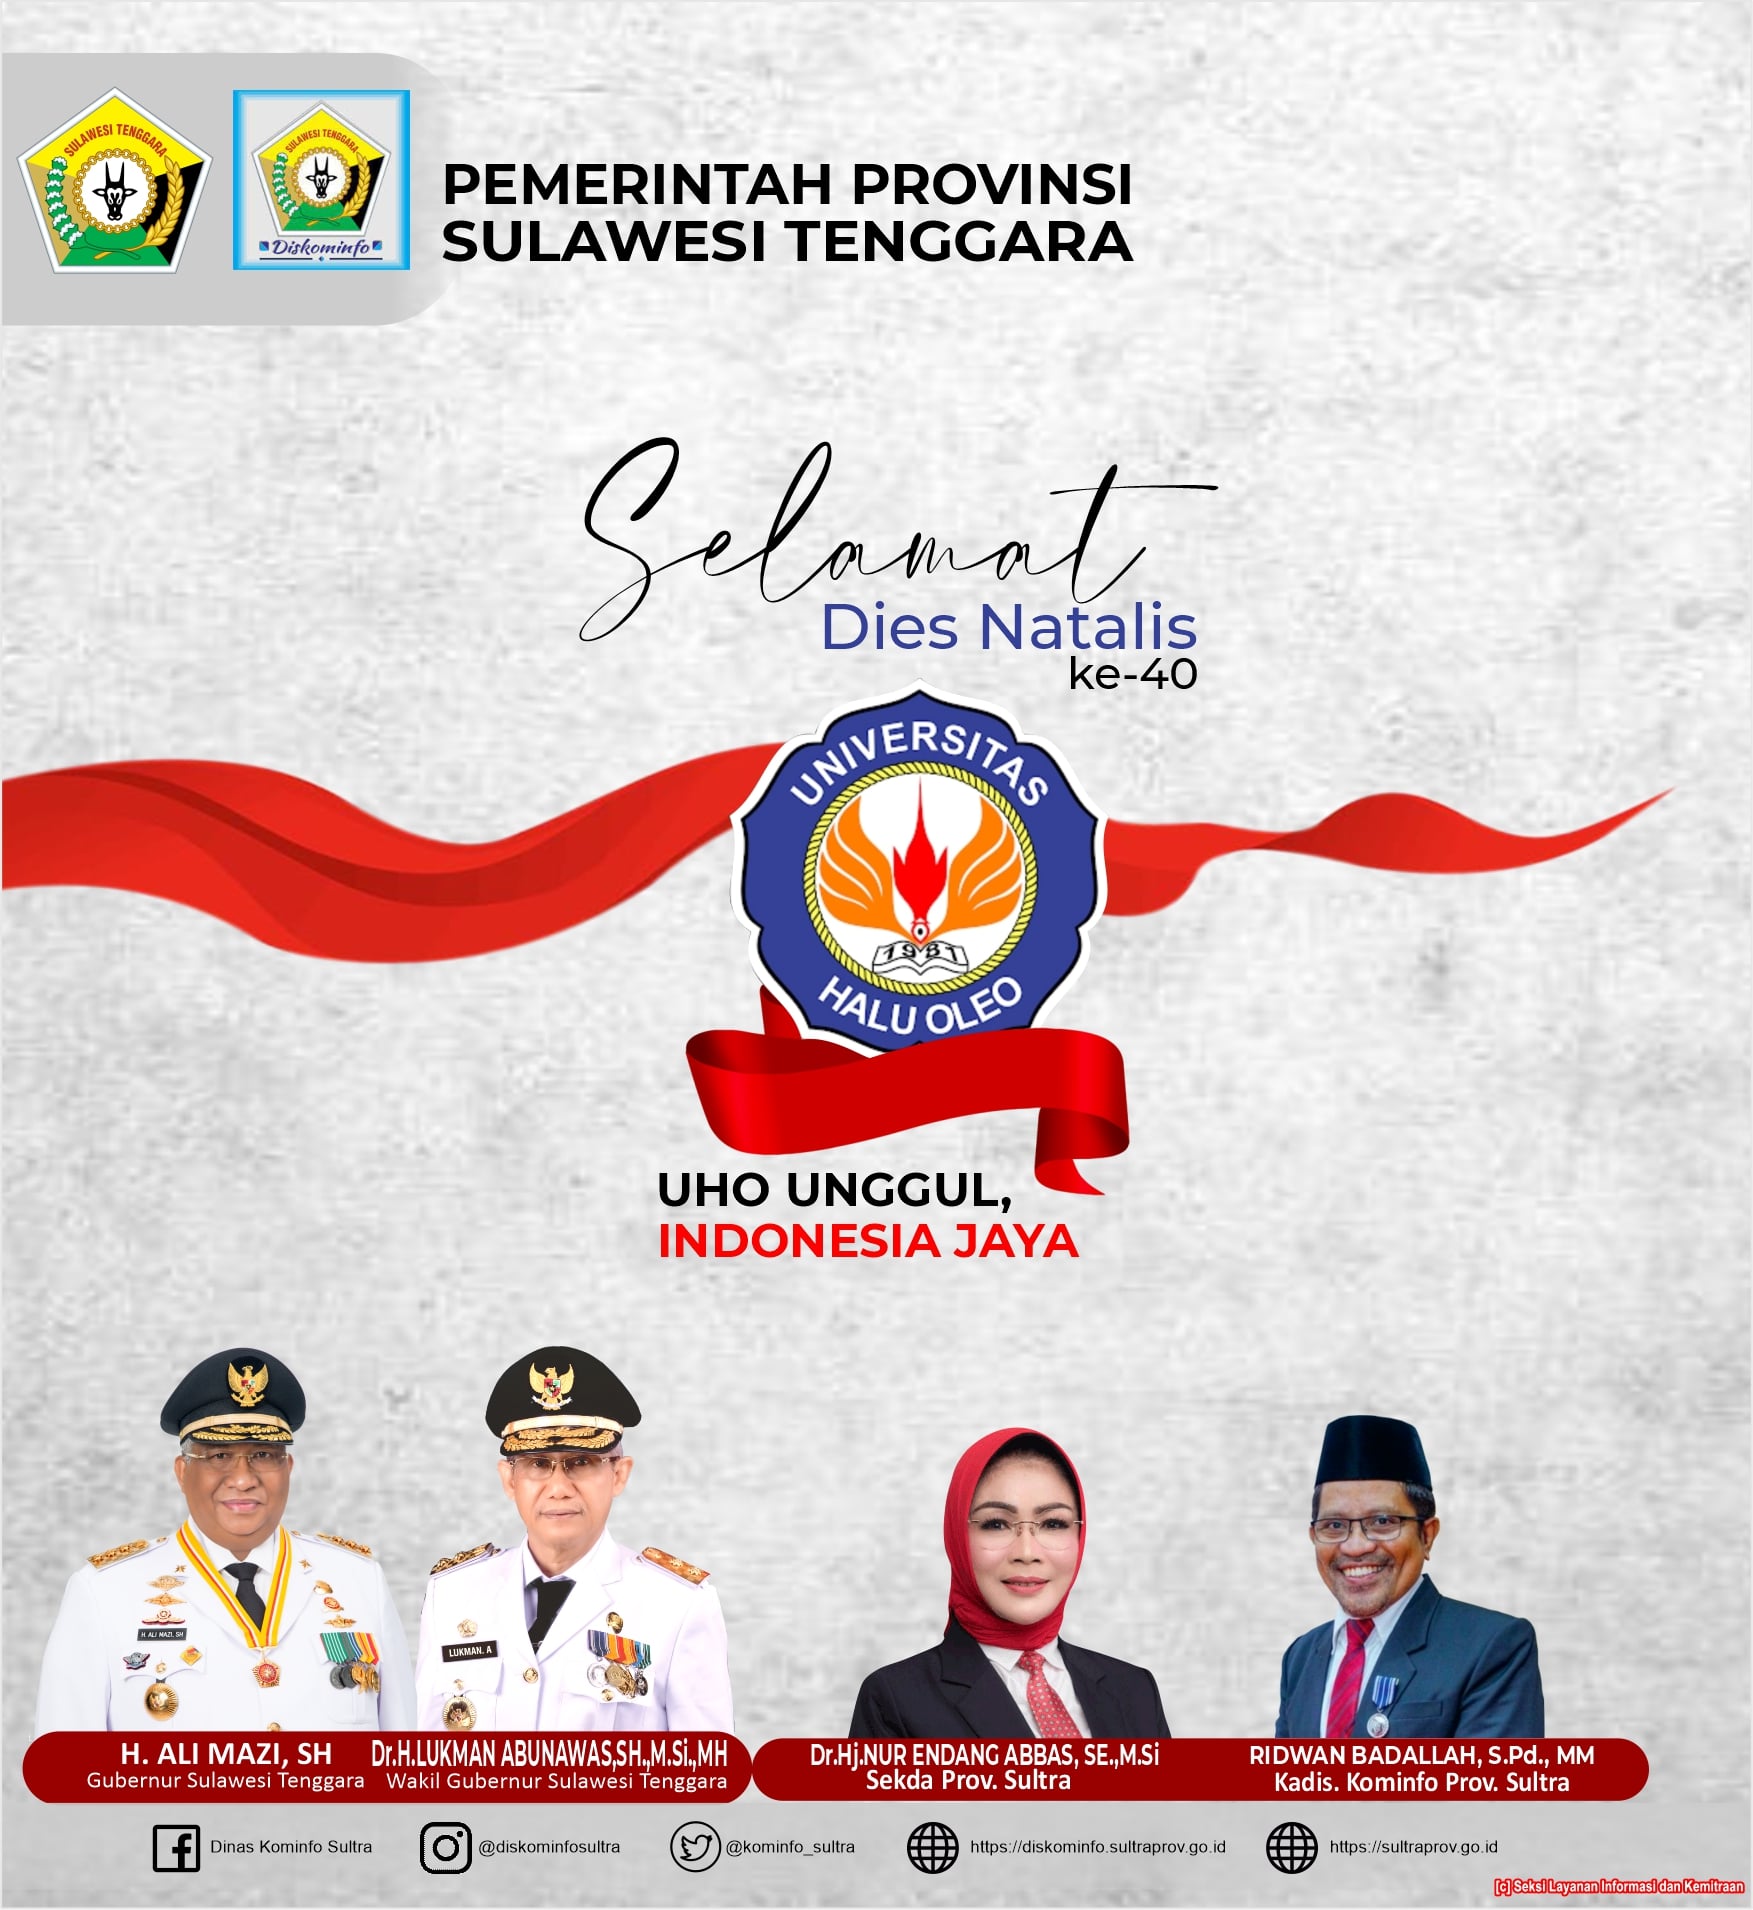 SULAWESI TENGGARA
SULAWESI TENGGARA
Diskominfo
PEMERINTAH PROVINSI
SULAWESI TENGGARA
Selamat
Dies Natalis
ke-40
UNIVERSITAS
1981
HALU OLEO
UHO UNGGUL,
INDONESIA JAYA
H. ALI MAZI, SH
LUKMAN. A
H. ALI MAZI, SH
Gubernur Sulawesi Tenggara
Dr.H.LUKMAN ABUNAWAS,SH.,M.Si.,MH
Wakil Gubernur Sulawesi Tenggara
Dr.Hj.NUR ENDANG ABBAS, SE.,M.Si
Sekda Prov. Sultra
RIDWAN BADALLAH, S.Pd., MM
Kadis. Kominfo Prov. Sultra
Dinas Kominfo Sultra
@diskominfosultra
@kominfo_sultra
https://diskominfo.sultraprov.go.id
https://sultraprov.go.id
[c] Seksi Layanan Informasi dan Kemitraan